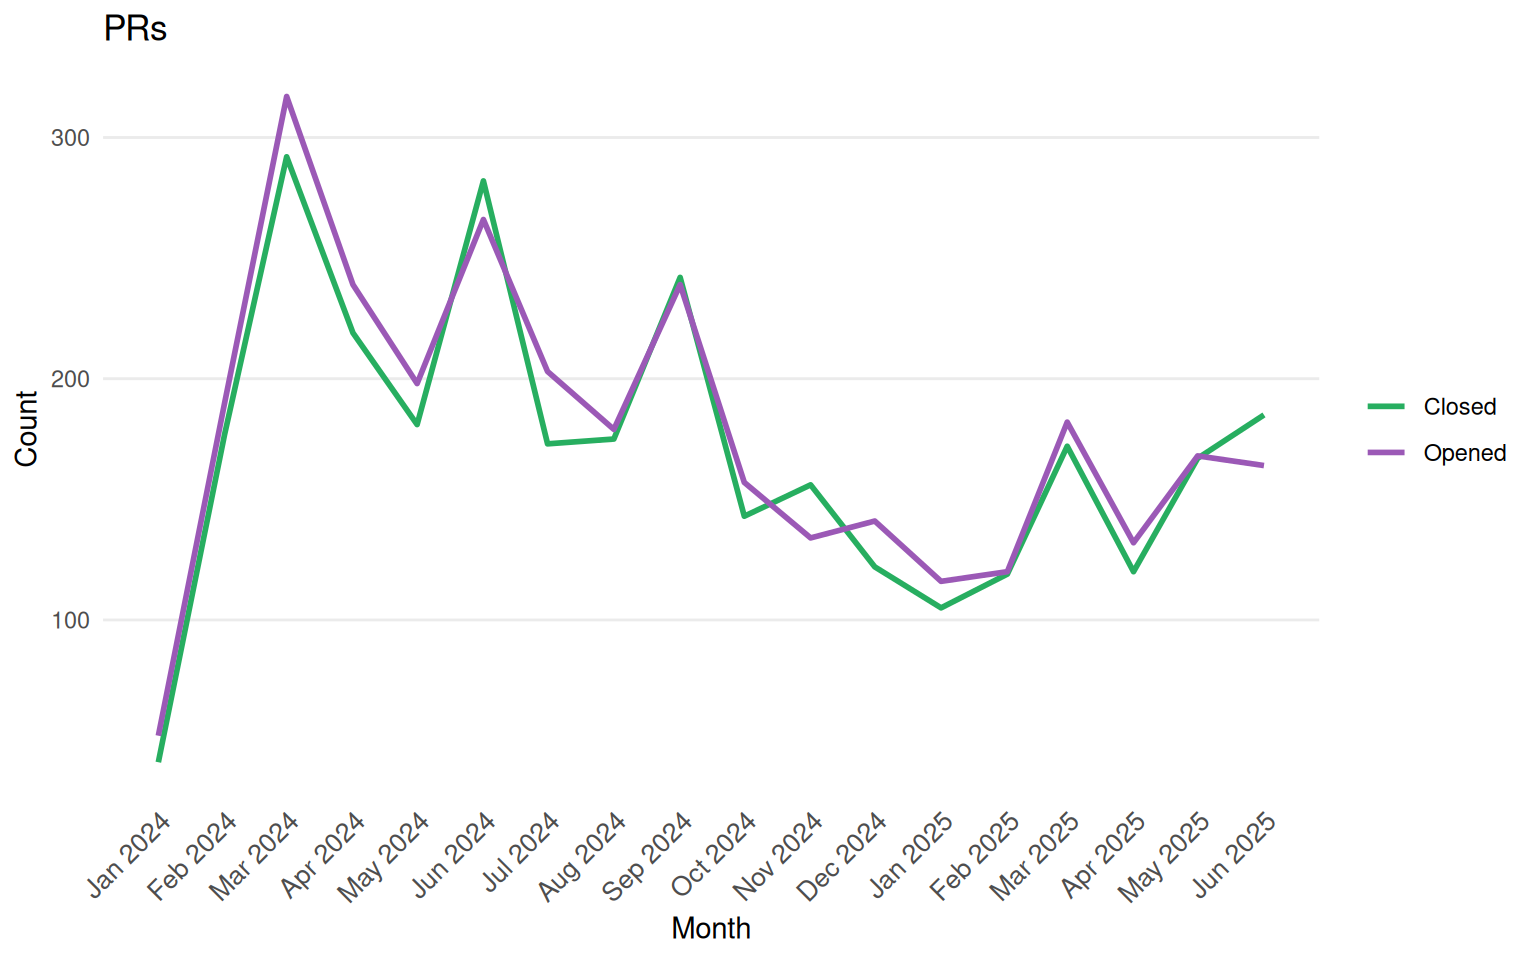 PRs
300
200
100
Count
Jan 2024
Feb 2024
Mar 2024
Apr 2024
May 2024
Jun 2024
Jul 2024
Aug 2024
Sep 2024
Oct 2024
Nov 2024
Dec 2024
Jan 2025
Feb 2025
Mar 2025
Apr 2025
May 2025
Jun 2025
Month
Closed
Opened